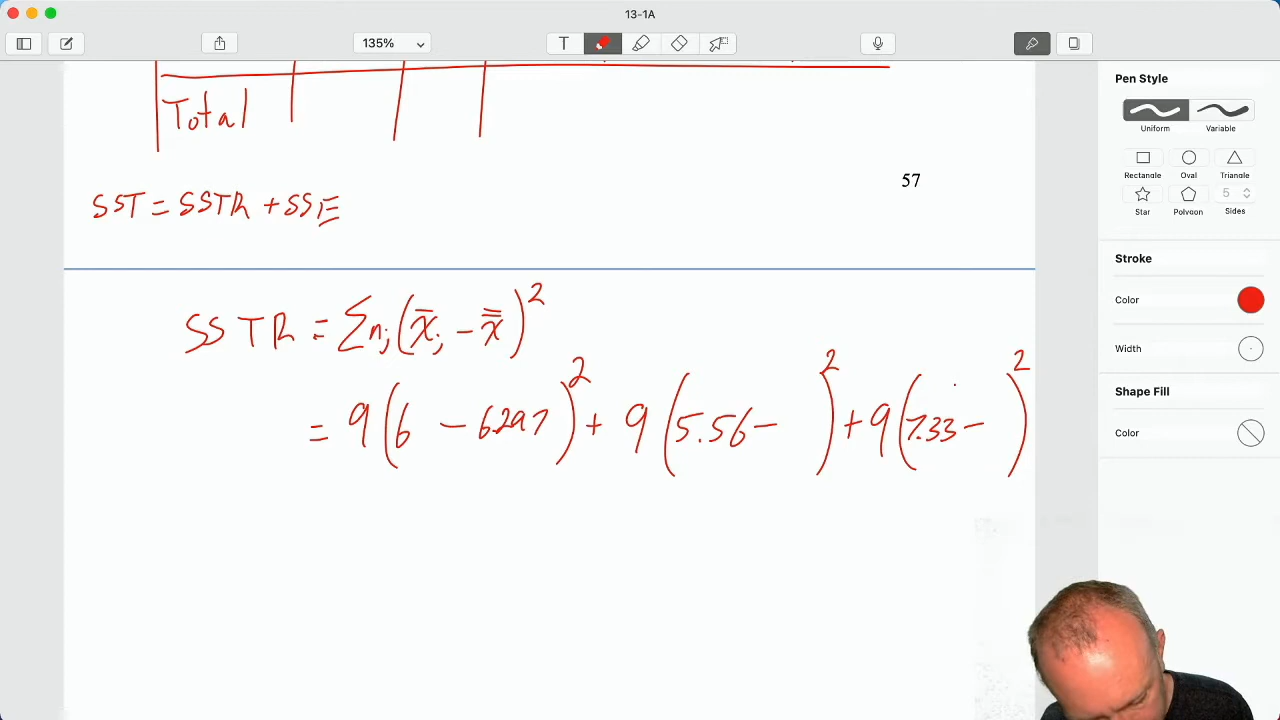 13-1A
135%
T
Pen Style
Uniform
Variable
Rectangle
Oval
Triangle
Star
Polygon
5
Sides
Stroke
Color
Width
Shape Fill
Color
Total
57
SST = SSTR + SSE
SSTR = Σn_j(x̄_j - x̿)²
= 9(6 - 6.297)² + 9(5.56 - )² + 9(7.33 - )²